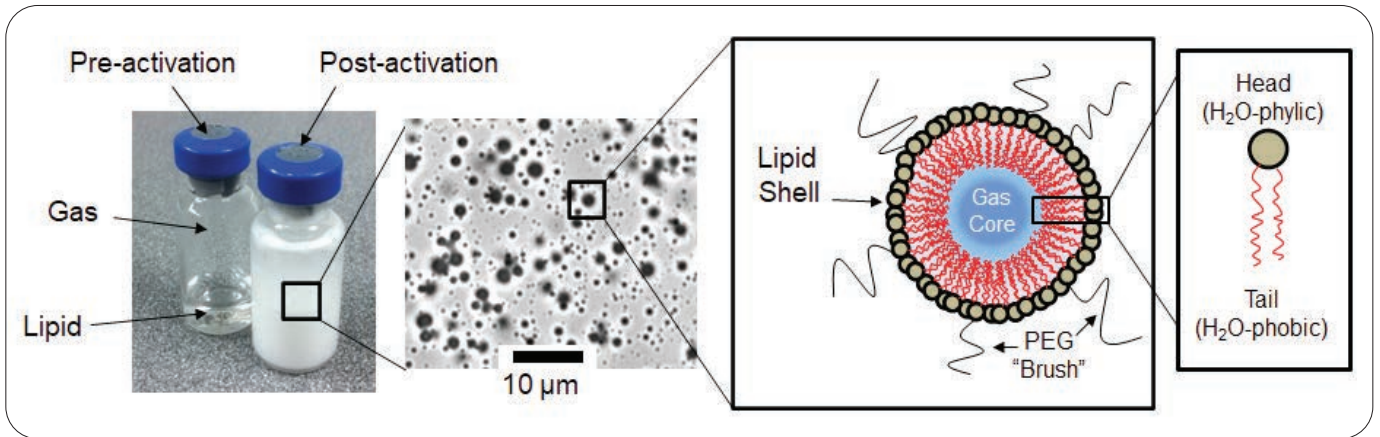 Pre-activation
Post-activation
Gas
Lipid
10 µm
Lipid
Shell
Gas
Core
PEG
"Brush"
Head
(H₂O-phylic)
Tail
(H₂O-phobic)